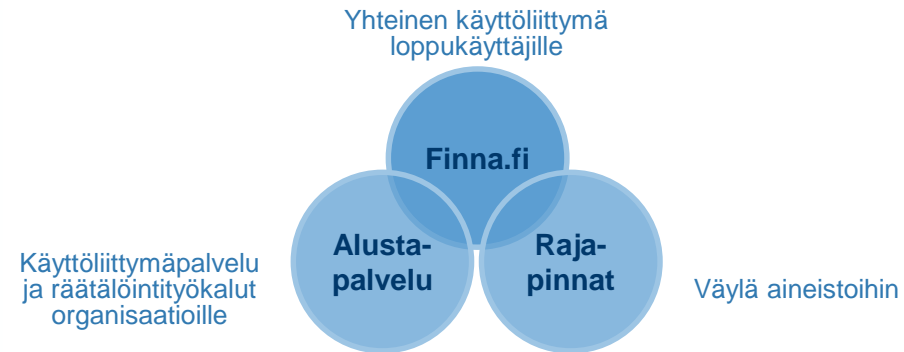 Yhteinen käyttöliittymä
loppukäyttäjille
Finna.fi
Alusta-
palvelu
Raja-
pinnat
Käyttöliittymäpalvelu
ja räätälöintityökalut
organisaatioille
Väylä aineistoihin